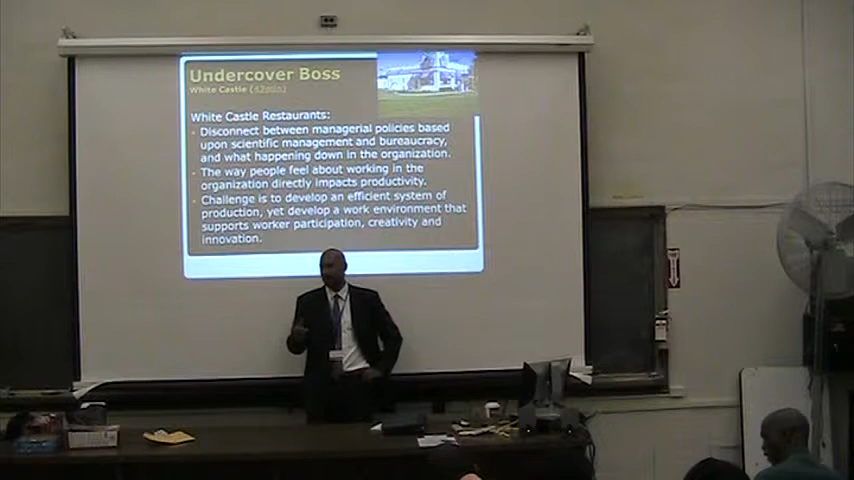 Undercover Boss
White Castle (42min)
White Castle Restaurants:
Disconnect between managerial policies based
upon scientific management and bureaucracy,
and what happening down in the organization.
The way people feel about working in the
organization directly impacts productivity.
Challenge is to develop an efficient system of
production, yet develop a work environment that
supports worker participation, creativity and
innovation.